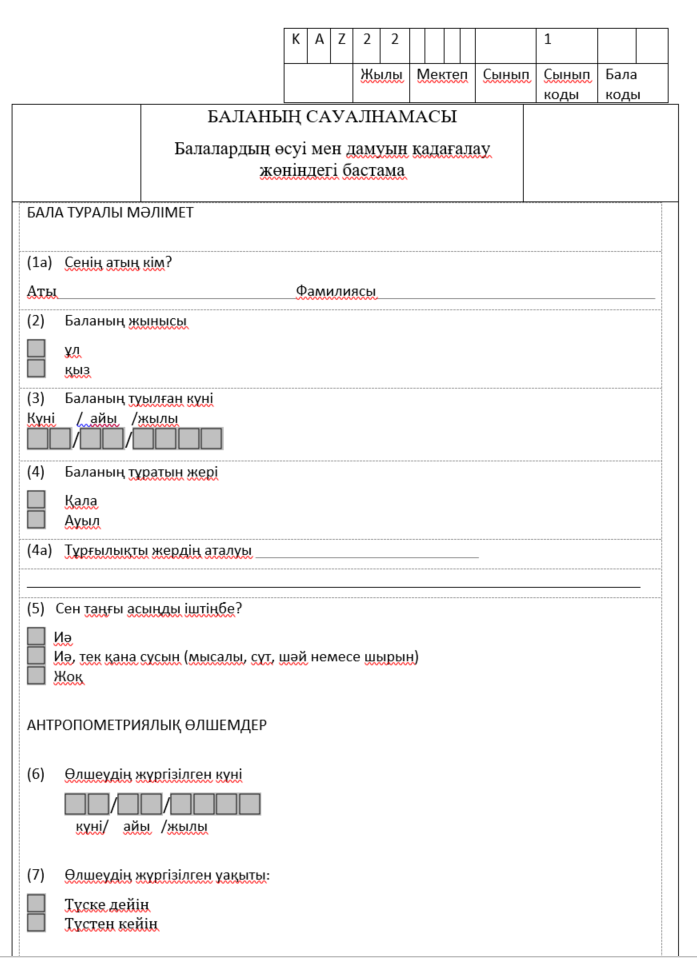 K A Z 2 2 1
Жылы Мектеп Сынып Сынып коды Бала коды
БАЛАНЫҢ САУАЛНАМАСЫ
Балалардың өсуі мен дамуын қадағалау
жөніндегі бастама
БАЛА ТУРАЛЫ МӘЛІМЕТ
(1а) Сенің атың кім?
Аты Фамилиясы
(2) Баланың жынысы
ұл
қыз
(3) Баланың туылған күні
Күні / айы /жылы
/ /
(4) Баланың тұратын жері
Қала
Ауыл
(4а) Тұрғылықты жердің аталуы
(5) Сен таңғы асыңды іштіңбе?
Иә
Иә, тек қана сусын (мысалы, сүт, шәй немесе шырын)
Жоқ
АНТРОПОМЕТРИЯЛЫҚ ӨЛШЕМДЕР
(6) Өлшеудің жүргізілген күні
/ /
күні/ айы /жылы
(7) Өлшеудің жүргізілген уақыты:
Түске дейін
Түстен кейін